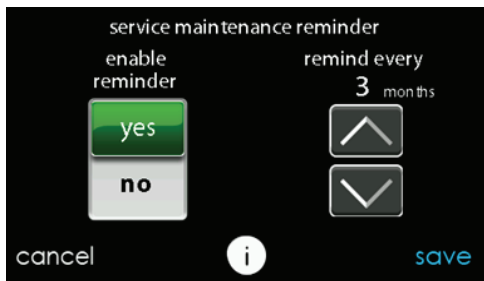 service maintenance reminder
enable
reminder
remind every
3 months
yes
no
cancel
i
save